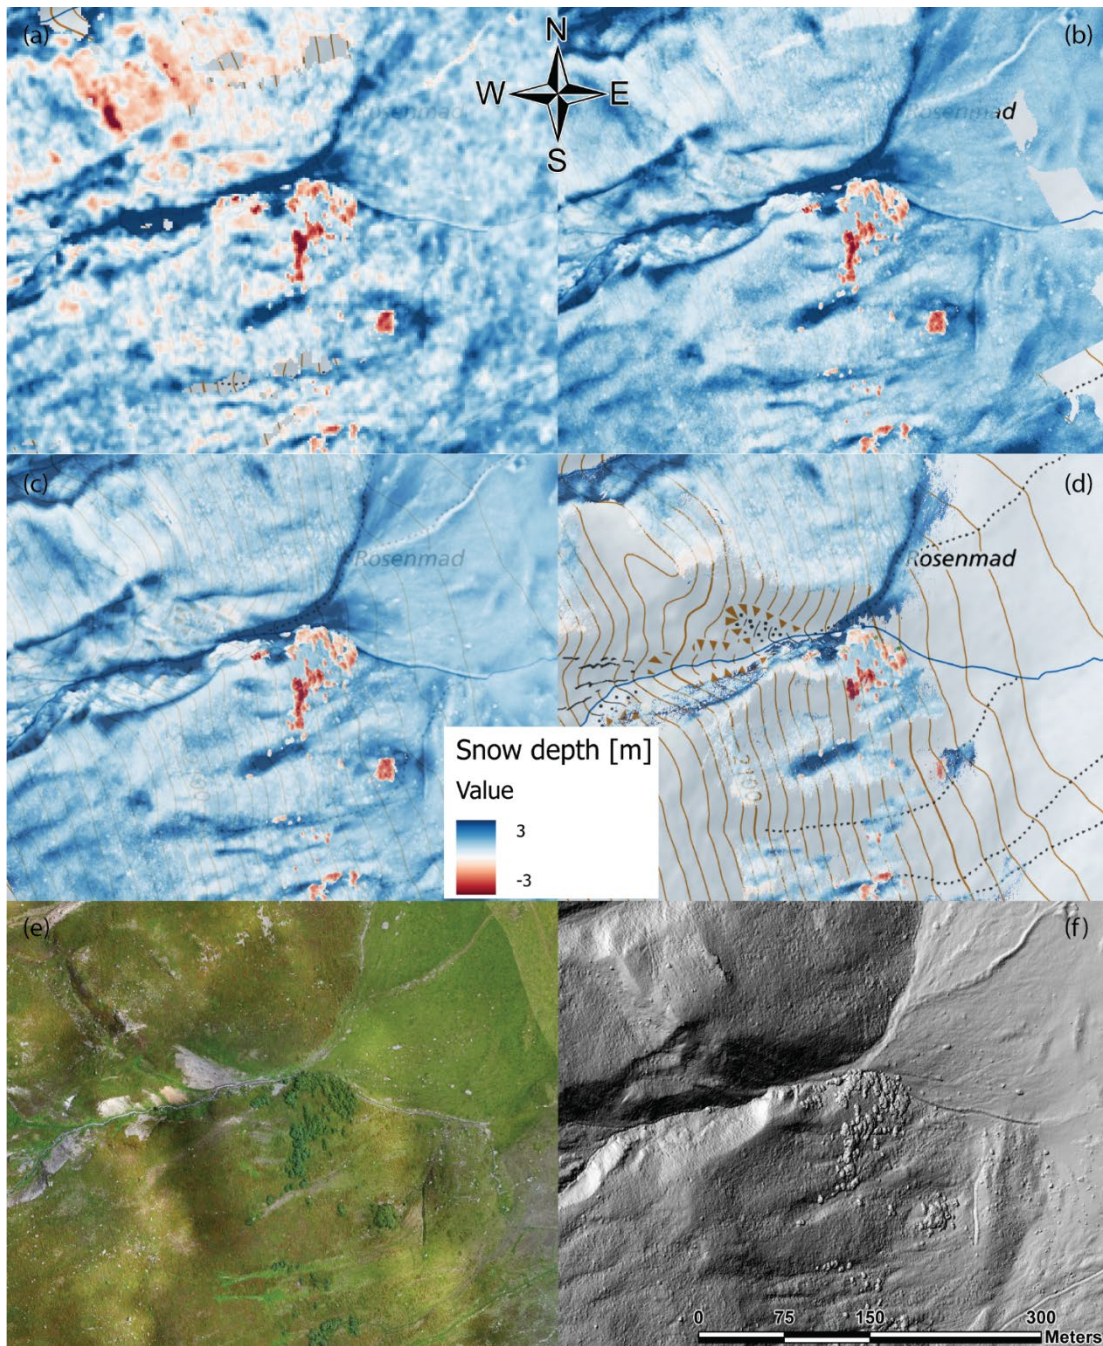 (a)
N
W E
S
(b)
Rosenmad
Rosenmad
(c)
(d)
Rosenmad
Rosenmad
Snow depth [m]
Value
3
-3
2100
(e)
(f)
0 75 150 300
Meters